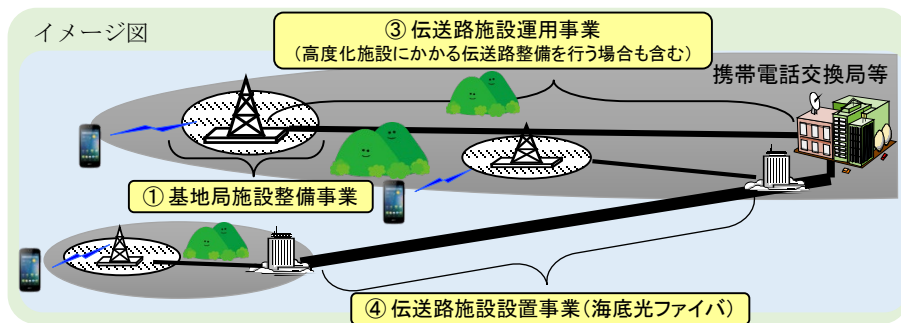 イメージ図
③ 伝送路施設運用事業
(高度化施設にかかる伝送路整備を行う場合も含む)
携帯電話交換局等
① 基地局施設整備事業
④ 伝送路施設設置事業(海底光ファイバ)